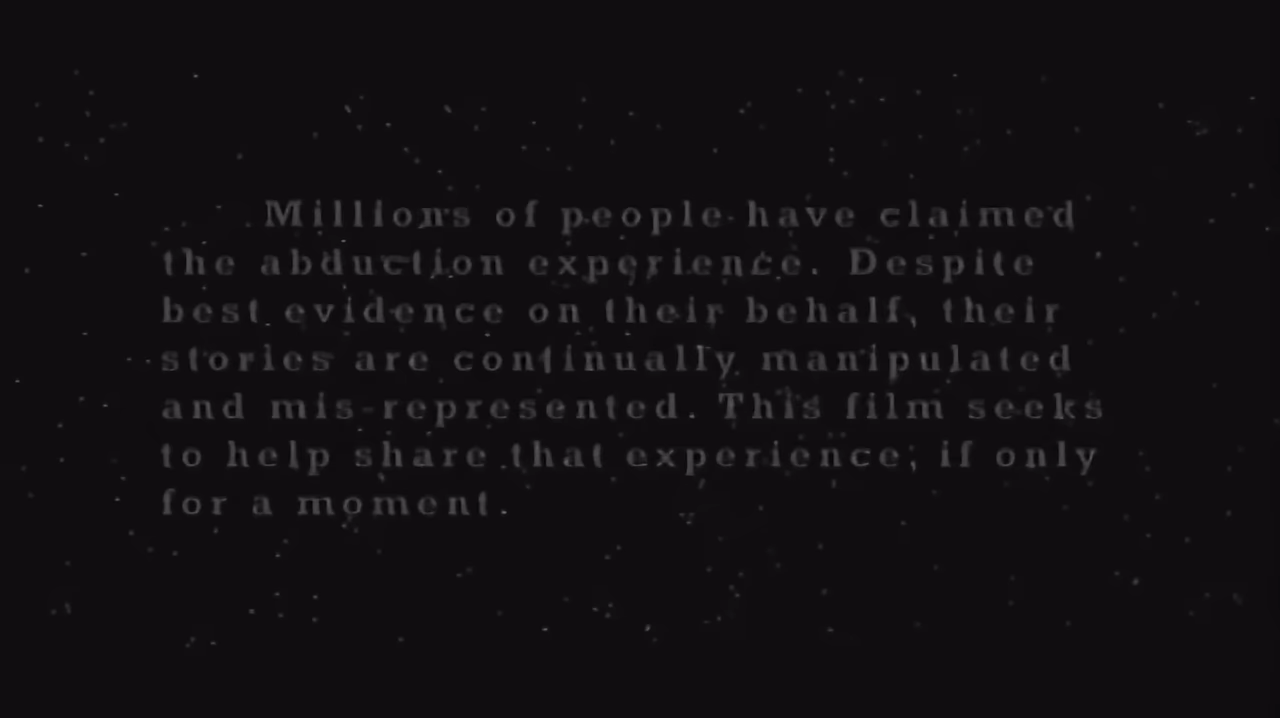 Millions of people have claimed
the abduction experience. Despite
best evidence on their behalf, their
stories are continually manipulated
and mis-represented. This film seeks
to help share that experience; if only
for a moment.